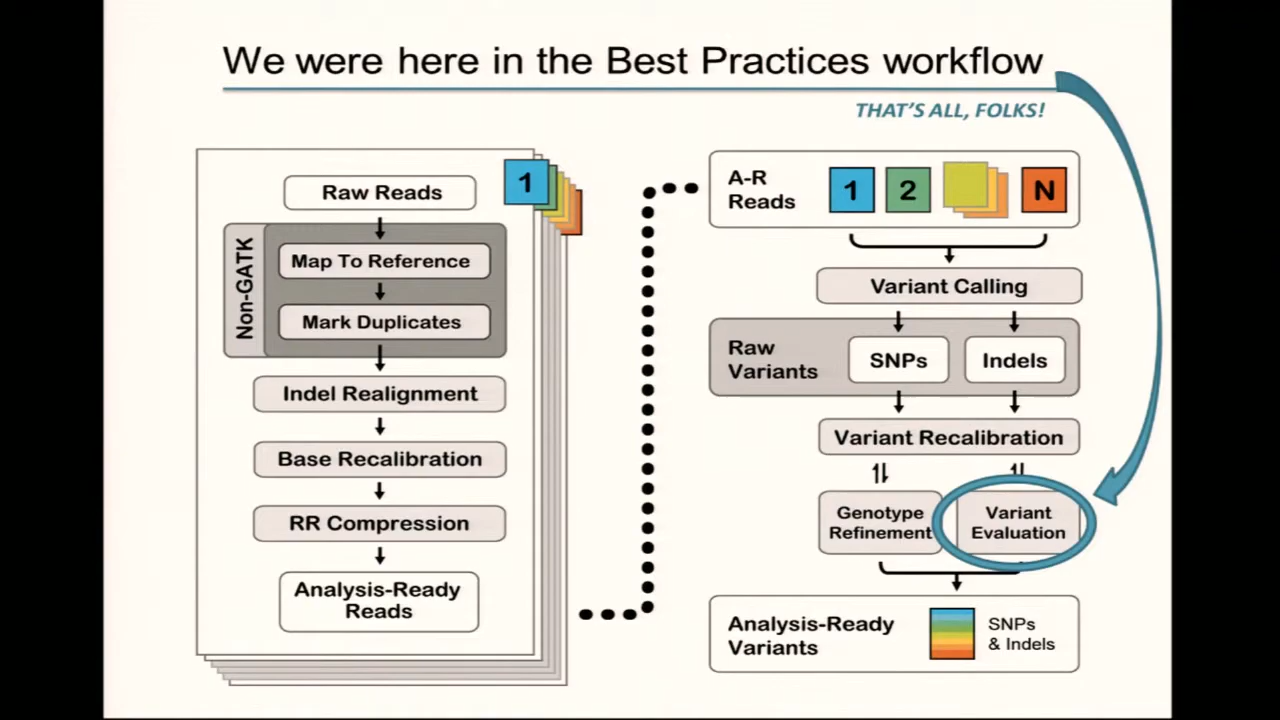 We were here in the Best Practices workflow
THAT'S ALL, FOLKS!
1
Raw Reads
Non-GATK
Map To Reference
Mark Duplicates
Indel Realignment
Base Recalibration
RR Compression
Analysis-Ready
Reads
A-R
Reads
1
2
N
Variant Calling
Raw
Variants
SNPs
Indels
Variant Recalibration
Genotype
Refinement
Variant
Evaluation
Analysis-Ready
Variants
SNPs
& Indels